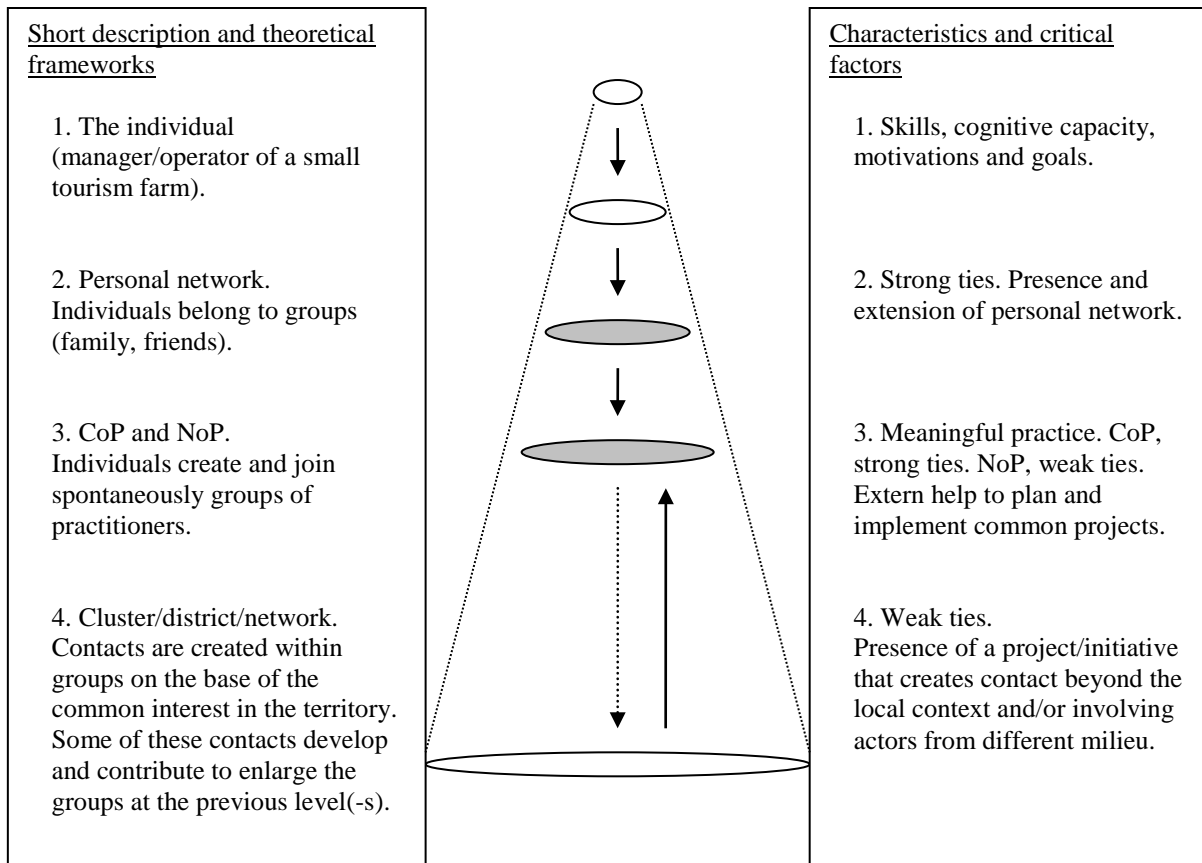 Short description and theoretical
frameworks
1. The individual
(manager/operator of a small
tourism farm).
2. Personal network.
Individuals belong to groups
(family, friends).
3. CoP and NoP.
Individuals create and join
spontaneously groups of
practitioners.
4. Cluster/district/network.
Contacts are created within
groups on the base of the
common interest in the territory.
Some of these contacts develop
and contribute to enlarge the
groups at the previous level(-s).
Characteristics and critical
factors
1. Skills, cognitive capacity,
motivations and goals.
2. Strong ties. Presence and
extension of personal network.
3. Meaningful practice. CoP,
strong ties. NoP, weak ties.
Extern help to plan and
implement common projects.
4. Weak ties.
Presence of a project/initiative
that creates contact beyond the
local context and/or involving
actors from different milieu.